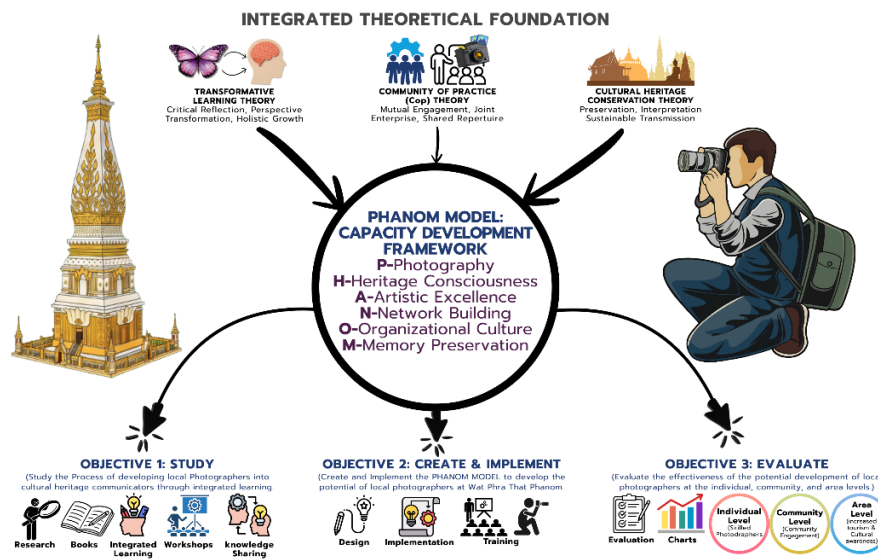 INTEGRATED THEORETICAL FOUNDATION
TRANSFORMATIVE
LEARNING THEORY
Critical Reflection, Perspective
Transformation, Holistic Growth
COMMUNITY OF PRACTICE
(CoP) THEORY
Mutual Engagement, Joint
Enterprise, Shared Repertoire
CULTURAL HERITAGE
CONSERVATION THEORY
Preservation, Interpretation
Sustainable Transmission
PHANOM MODEL:
CAPACITY DEVELOPMENT
FRAMEWORK
P-Photography
H-Heritage Consciousness
A-Artistic Excellence
N-Network Building
O-Organizational Culture
M-Memory Preservation
OBJECTIVE 1: STUDY
(Study the Process of developing local Photographers into
cultural heritage communicators through integrated learning.
Research
Books
Integrated
Learning
Workshops
knowledge
Sharing
OBJECTIVE 2: CREATE & IMPLEMENT
(Create and Implement the PHANOM MODEL to develop the
potential of local photographers at Wat Phra That Phanom
Design
Implementation
Training
OBJECTIVE 3: EVALUATE
(Evaluate the effectiveness of the potential development of loca
photographers at the individual, community, and area levels.)
Evaluation
Charts
Individual
Level
(Skilled
Photographers)
Community
Level
(Community
Engagement)
Area
Level
(increased
tourism &
Cultural
awareness)